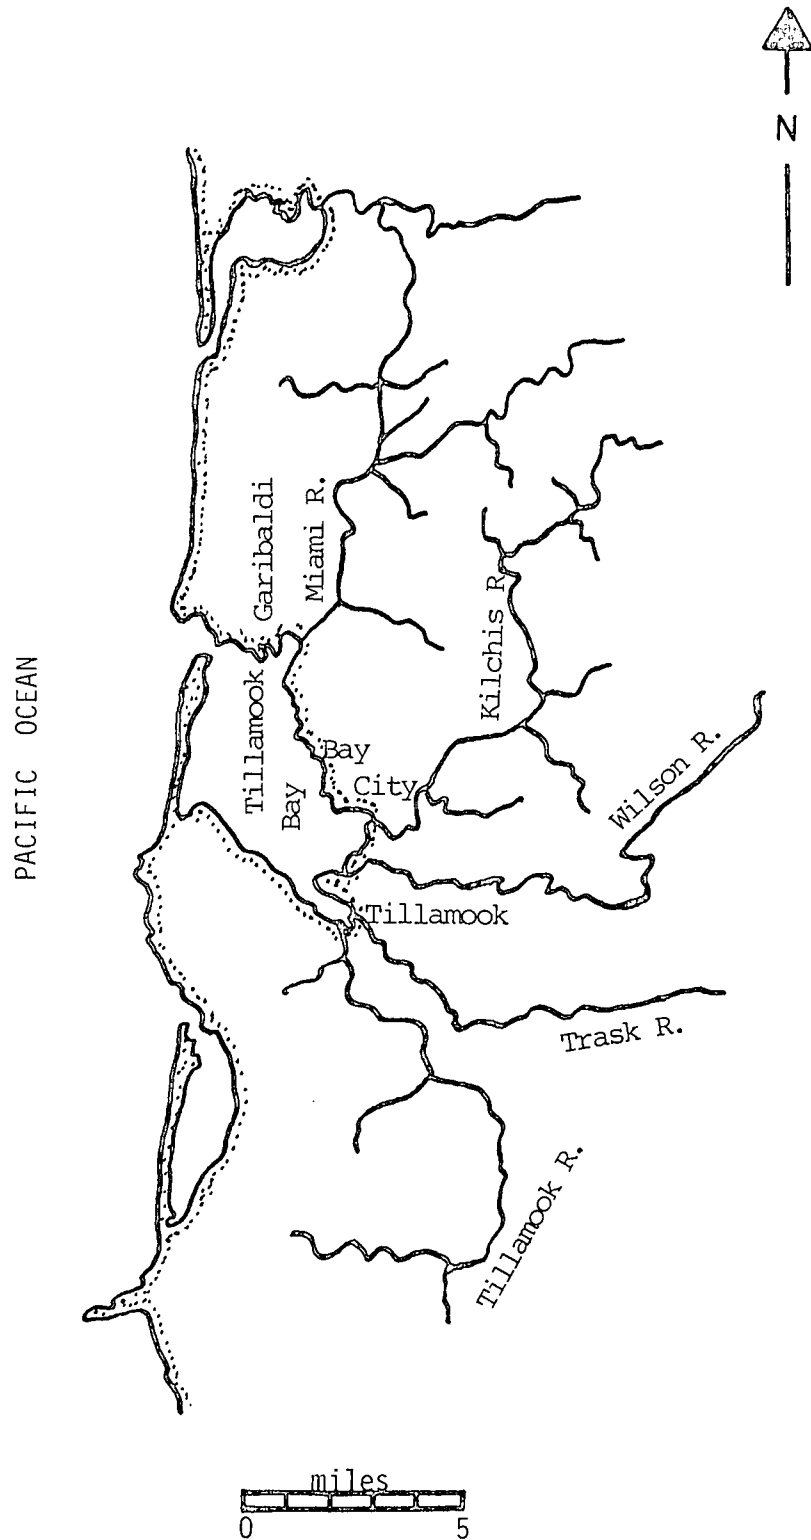 N
PACIFIC OCEAN
Garibaldi
Miami R.
Tillamook
Bay
Kilchis R
Bay
City
Wilson R.
Tillamook
Trask R.
Tillamook R.
miles
0 5